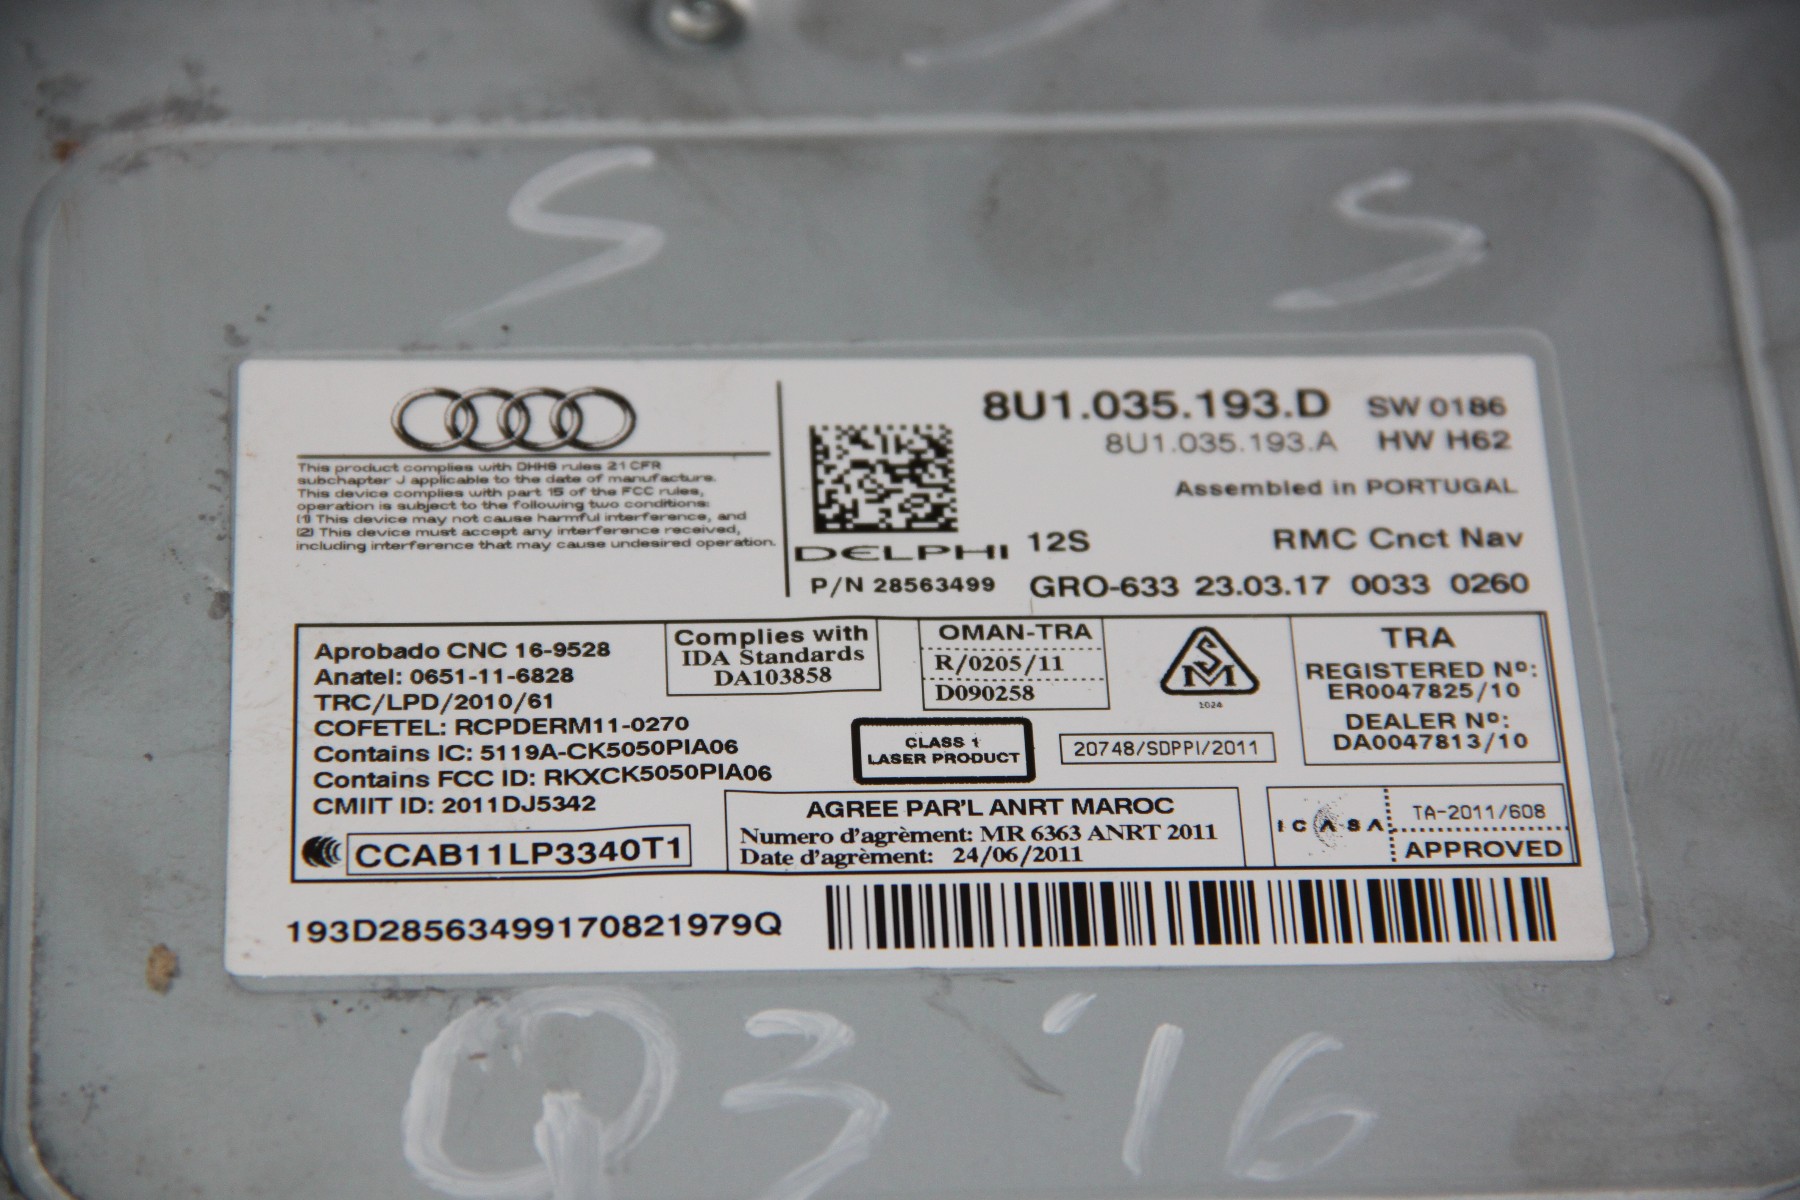 S S
8U1.035.193.D SW 0186
8U1.035.193.A HW H62
Assembled in PORTUGAL
This product complies with DHHS rules 21 CFR
subchapter J applicable to the date of manufacture.
This device complies with part 15 of the FCC rules,
operation is subject to the following two conditions:
(1) This device may not cause harmful interference, and
(2) This device must accept any interference received,
including interference that may cause undesired operation.
DELPHI 12S RMC Cnct Nav
P/N 28563499 GRO-633 23.03.17 0033 0260
Aprobado CNC 16-9528
Anatel: 0651-11-6828
TRC/LPD/2010/61
COFETEL: RCPDERM11-0270
Contains IC: 5119A-CK5050PIA06
Contains FCC ID: RKXCK5050PIA06
CMIIT ID: 2011DJ5342
CCAB11LP3340T1
Complies with
IDA Standards
DA103858
OMAN-TRA
R/0205/11
D090258
SM
1024
TRA
REGISTERED Nº:
ER0047825/10
DEALER Nº:
DA0047813/10
CLASS 1
LASER PRODUCT
20748/SDPPI/2011
AGREE PAR'L ANRT MAROC
Numero d'agrèment: MR 6363 ANRT 2011
Date d'agrèment: 24/06/2011
ICASA
TA-2011/608
APPROVED
193D28563499170821979Q
Q3 '16